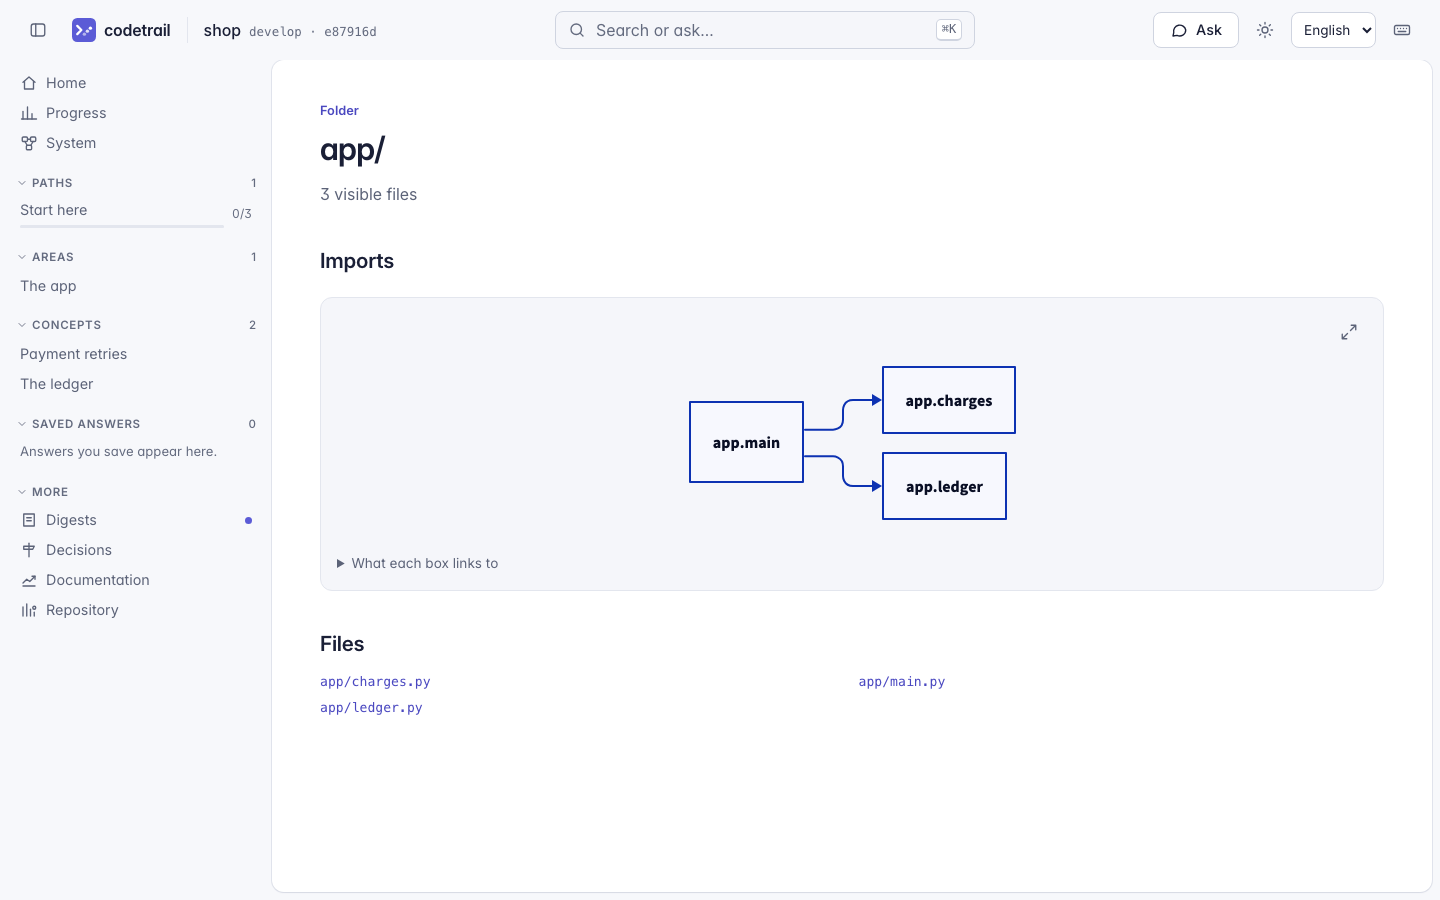 codetrail
shop develop · e87916d
Search or ask...
⌘K
Ask
English
Home
Progress
System
PATHS 1
Start here 0/3
AREAS 1
The app
CONCEPTS 2
Payment retries
The ledger
SAVED ANSWERS 0
Answers you save appear here.
MORE
Digests
Decisions
Documentation
Repository
Folder
app/
3 visible files
Imports
app.main
app.charges
app.ledger
What each box links to
Files
app/charges.py
app/ledger.py
app/main.py